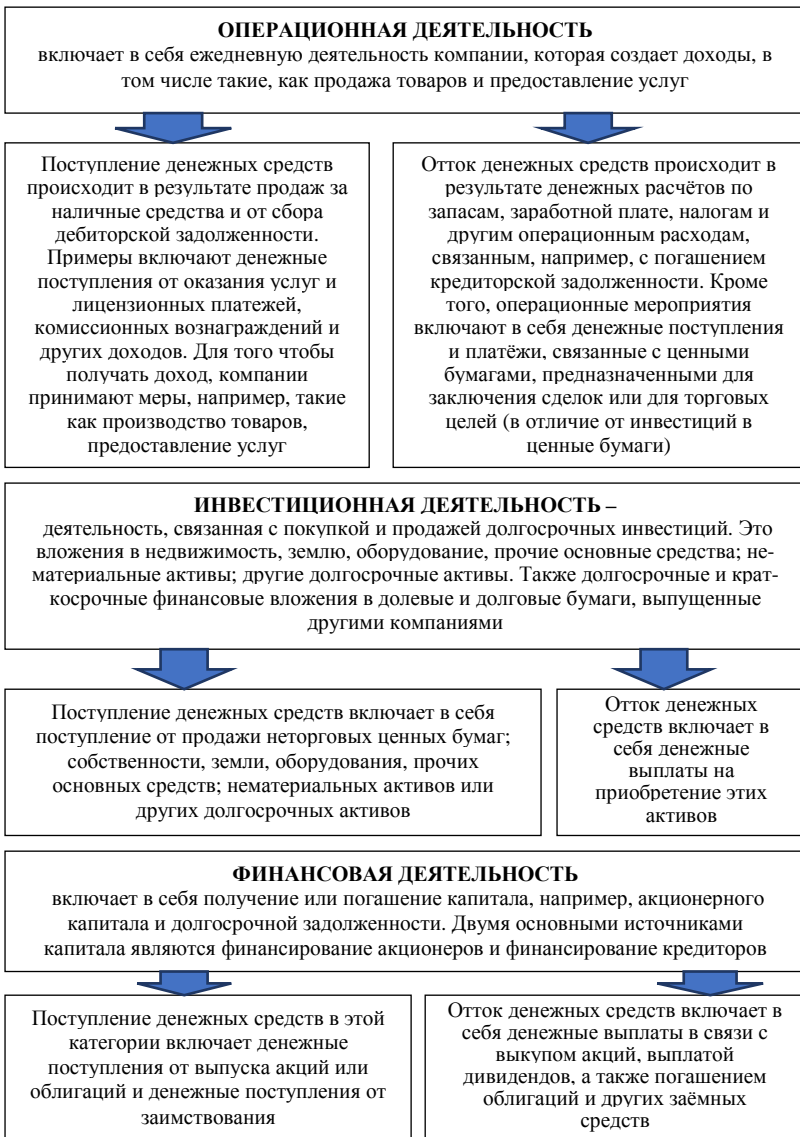 ОПЕРАЦИОННАЯ ДЕЯТЕЛЬНОСТЬ
включает в себя ежедневную деятельность компании, которая создает доходы, в
том числе такие, как продажа товаров и предоставление услуг
Поступление денежных средств
происходит в результате продаж за
наличные средства и от сбора
дебиторской задолженности.
Примеры включают денежные
поступления от оказания услуг и
лицензионных платежей,
комиссионных вознаграждений и
других доходов. Для того чтобы
получать доход, компании
принимают меры, например, такие
как производство товаров,
предоставление услуг
Отток денежных средств происходит в
результате денежных расчётов по
запасам, заработной плате, налогам и
другим операционным расходам,
связанным, например, с погашением
кредиторской задолженности. Кроме
того, операционные мероприятия
включают в себя денежные поступления
и платёжи, связанные с ценными
бумагами, предназначенными для
заключения сделок или для торговых
целей (в отличие от инвестиций в
ценные бумаги)
ИНВЕСТИЦИОННАЯ ДЕЯТЕЛЬНОСТЬ –
деятельность, связанная с покупкой и продажей долгосрочных инвестиций. Это
вложения в недвижимость, землю, оборудование, прочие основные средства; не-
материальные активы; другие долгосрочные активы. Также долгосрочные и крат-
косрочные финансовые вложения в долевые и долговые бумаги, выпущенные
другими компаниями
Поступление денежных средств включает в себя
поступление от продажи неторговых ценных бумаг;
собственности, земли, оборудования, прочих
основных средств; нематериальных активов или
других долгосрочных активов
Отток денежных
средств включает в
себя денежные
выплаты на
приобретение этих
активов
ФИНАНСОВАЯ ДЕЯТЕЛЬНОСТЬ
включает в себя получение или погашение капитала, например, акционерного
капитала и долгосрочной задолженности. Двумя основными источниками
капитала являются финансирование акционеров и финансирование кредиторов
Поступление денежных средств в этой
категории включает денежные
поступления от выпуска акций или
облигаций и денежные поступления от
заимствования
Отток денежных средств включает в
себя денежные выплаты в связи с
выкупом акций, выплатой
дивидендов, а также погашением
облигаций и других заёмных
средств